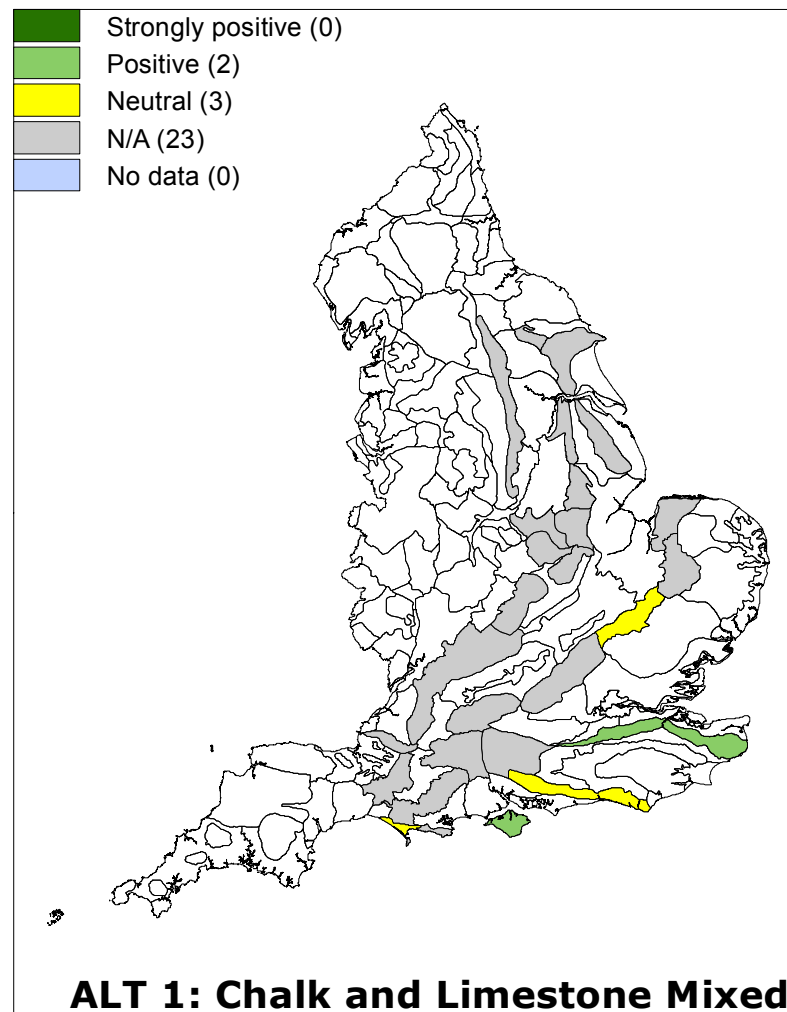 Strongly positive (0)
Positive (2)
Neutral (3)
N/A (23)
No data (0)
ALT 1: Chalk and Limestone Mixed